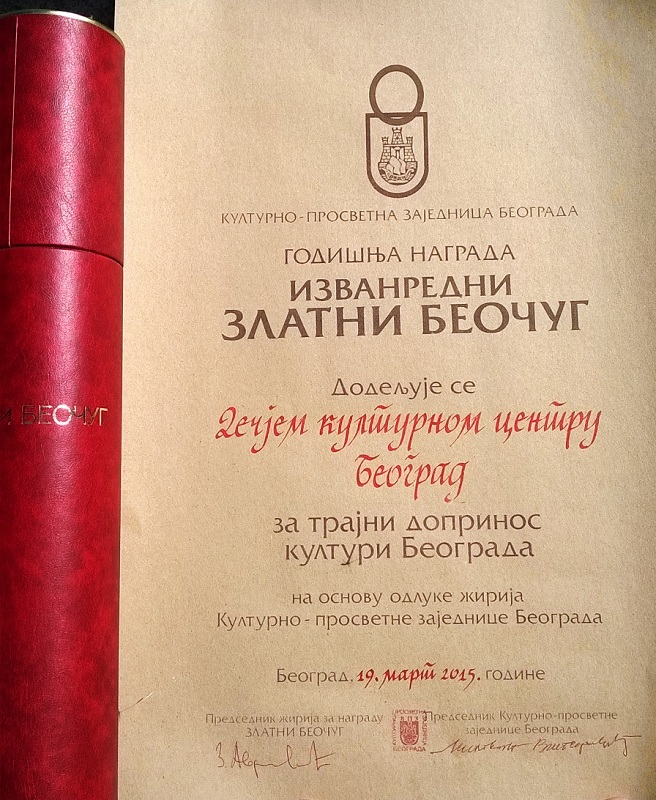 КУЛТУРНО-ПРОСВЕТНА ЗАЈЕДНИЦА БЕОГРАДА
ГОДИШЊА НАГРАДА
ИЗВАНРЕДНИ
ЗЛАТНИ БЕОЧУГ
Додељује се
Дечјем културном центру
Београд
за трајни допринос
култури Београда
на основу одлуке жирија
Културно-просветне заједнице Београда
Београд, 19. март 2015. године
Председник жирија за награду
ЗЛАТНИ БЕОЧУГ
Председник Културно-просветне
заједнице Београда
И БЕОЧУГ